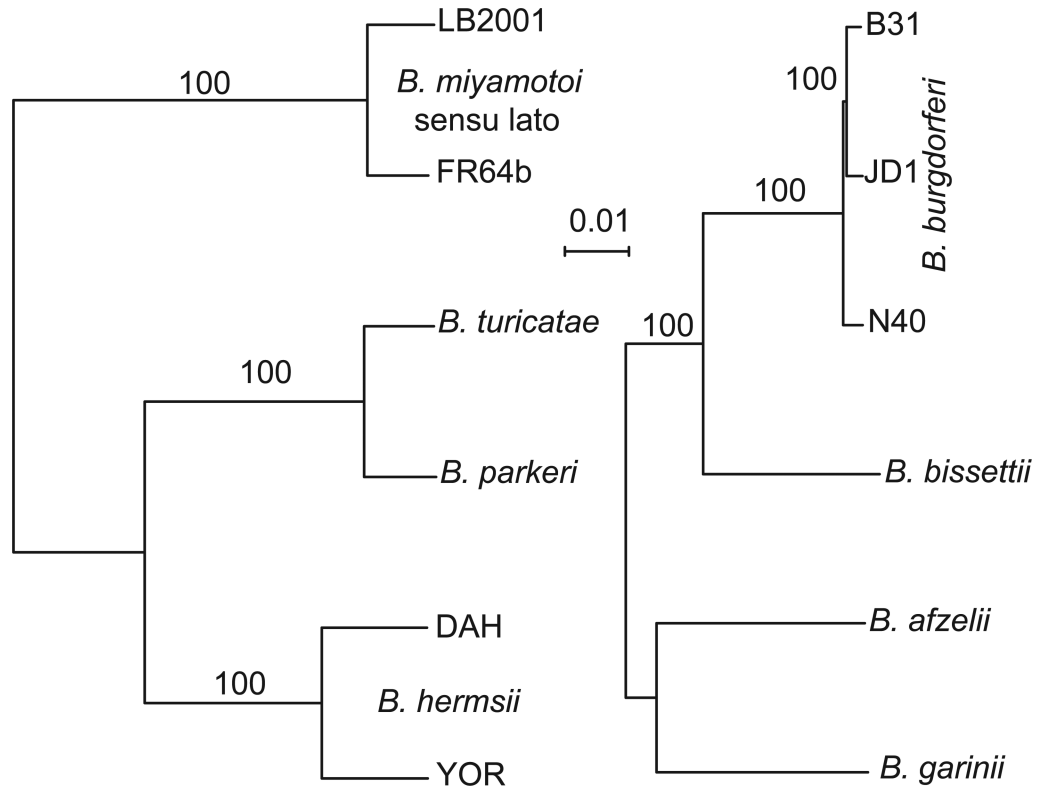 LB2001
100
B. miyamotoi
sensu lato
FR64b
B. turicatae
100
B. parkeri
DAH
100
B. hermsii
YOR
0.01
B31
100
B. burgdorferi
JD1
100
N40
100
B. bissettii
B. afzelii
B. garinii